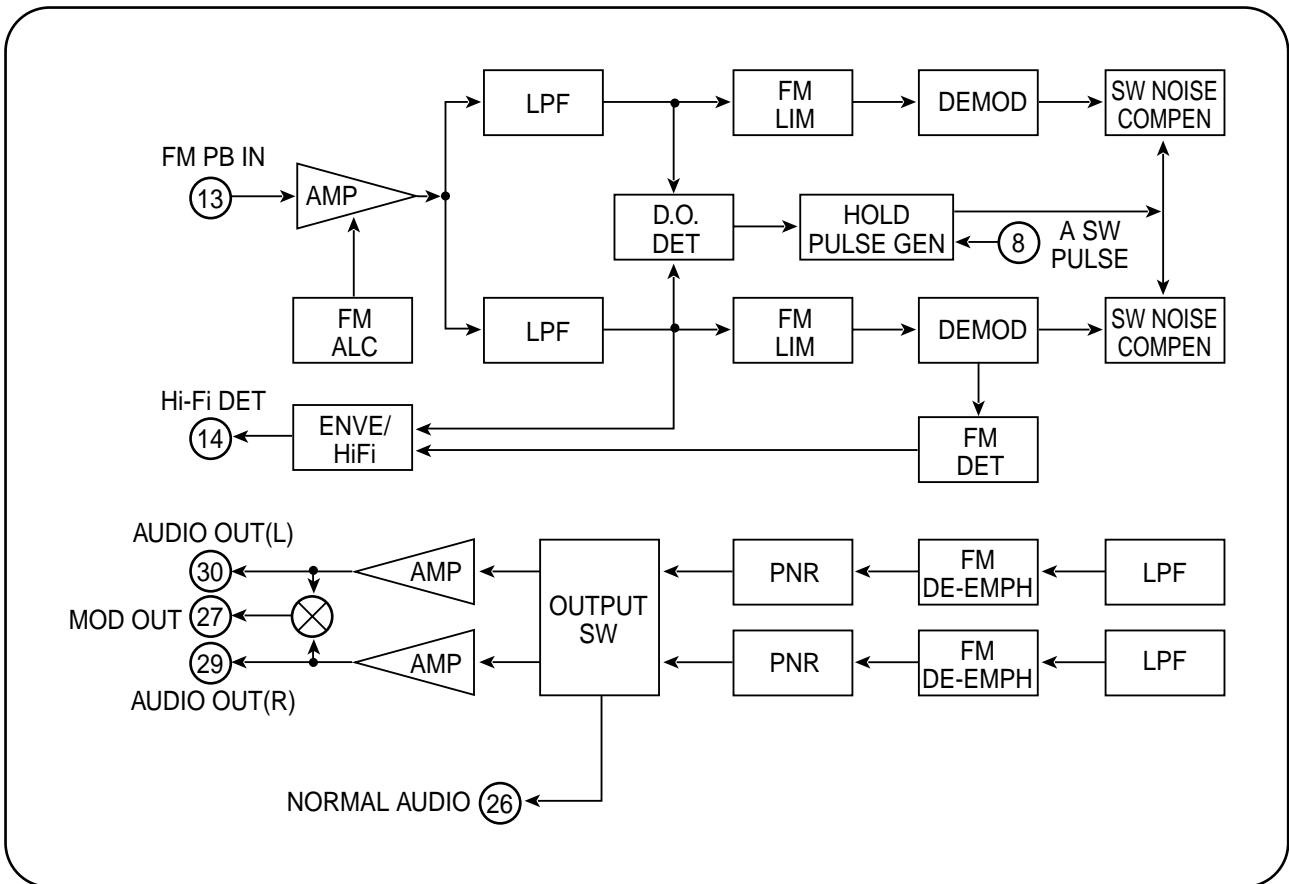 LPF
FM
LIM
DEMOD
SW NOISE
COMPEN
FM PB IN
13
AMP
D.O.
DET
HOLD
PULSE GEN
8
A SW
PULSE
FM
ALC
LPF
FM
LIM
DEMOD
SW NOISE
COMPEN
Hi-Fi DET
14
ENVE/
HiFi
FM
DET
AUDIO OUT(L)
30
AMP
OUTPUT
SW
PNR
FM
DE-EMPH
LPF
MOD OUT
27
29
AMP
PNR
FM
DE-EMPH
LPF
AUDIO OUT(R)
NORMAL AUDIO
26